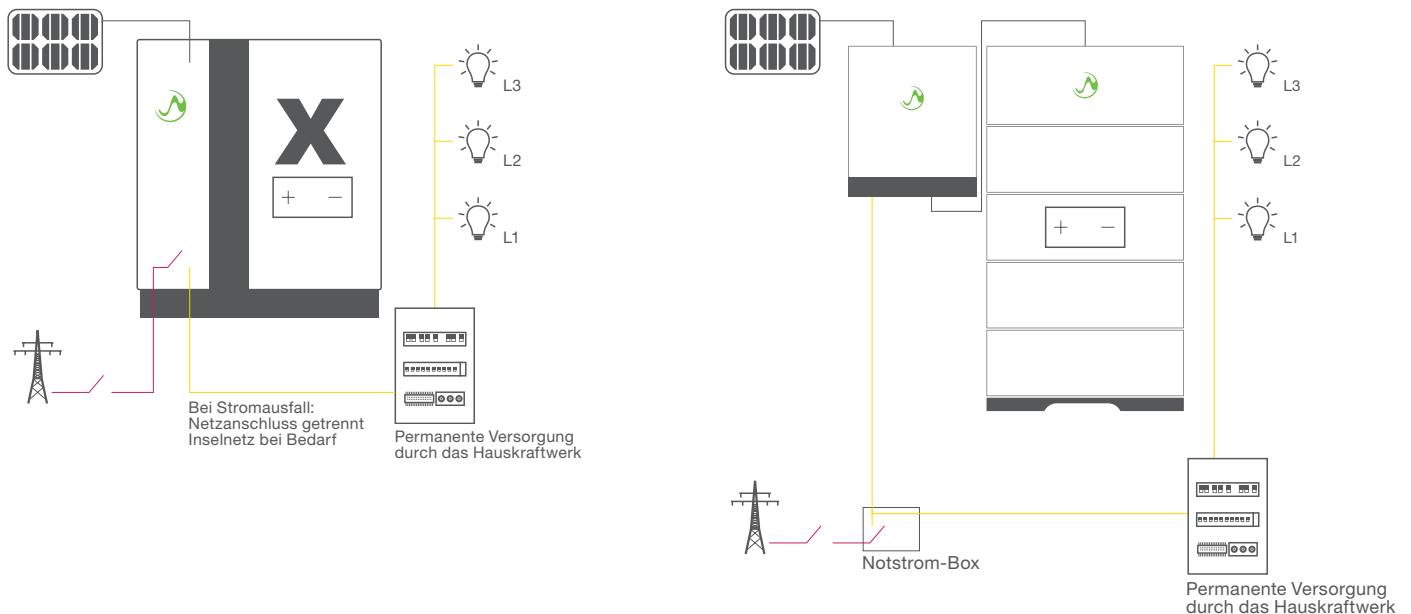 L3
L2
L1
X
+ −
Bei Stromausfall:
Netzanschluss getrennt
Inselnetz bei Bedarf
Permanente Versorgung
durch das Hauskraftwerk
L3
L2
L1
+ −
Notstrom-Box
Permanente Versorgung
durch das Hauskraftwerk